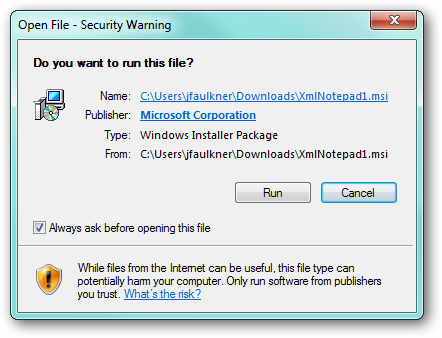 Open File - Security Warning
Do you want to run this file?
Name: C:\Users\jfaulkner\Downloads\XmlNotepad1.msi
Publisher: Microsoft Corporation
Type: Windows Installer Package
From: C:\Users\jfaulkner\Downloads\XmlNotepad1.msi
Run Cancel
Always ask before opening this file
While files from the Internet can be useful, this file type can
potentially harm your computer. Only run software from publishers
you trust. What's the risk?